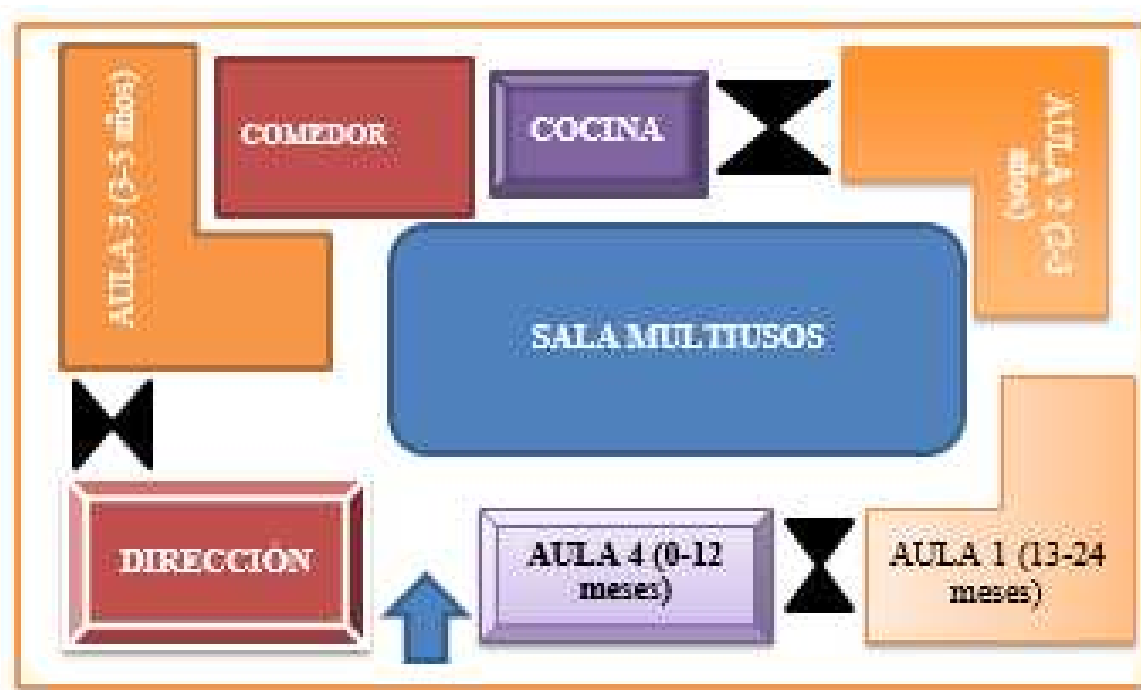 COMEDOR
COCINA
AULA 3 (3-5 años)
AULA 2 (2-3
años)
SALA MULTIUSOS
DIRECCIÓN
AULA 4 (0-12
meses)
AULA 1 (13-24
meses)